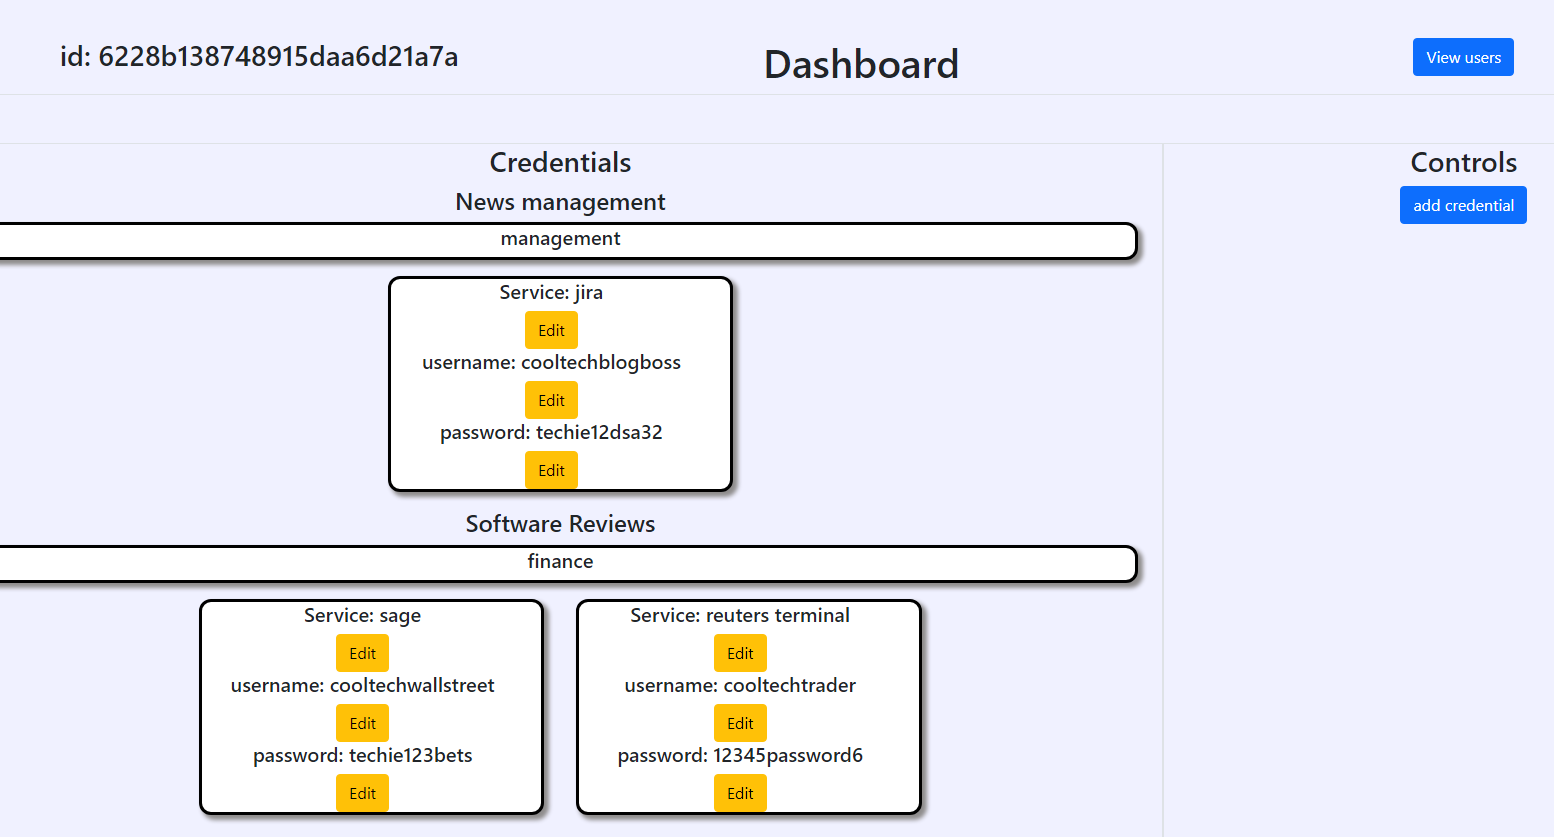 id: 6228b138748915daa6d21a7a
Dashboard
View users
Credentials
News management
management
Service: jira
Edit
username: cooltechblogboss
Edit
password: techie12dsa32
Edit
Software Reviews
finance
Service: sage
Edit
username: cooltechwallstreet
Edit
password: techie123bets
Edit
Service: reuters terminal
Edit
username: cooltechtrader
Edit
password: 12345password6
Edit
Controls
add credential